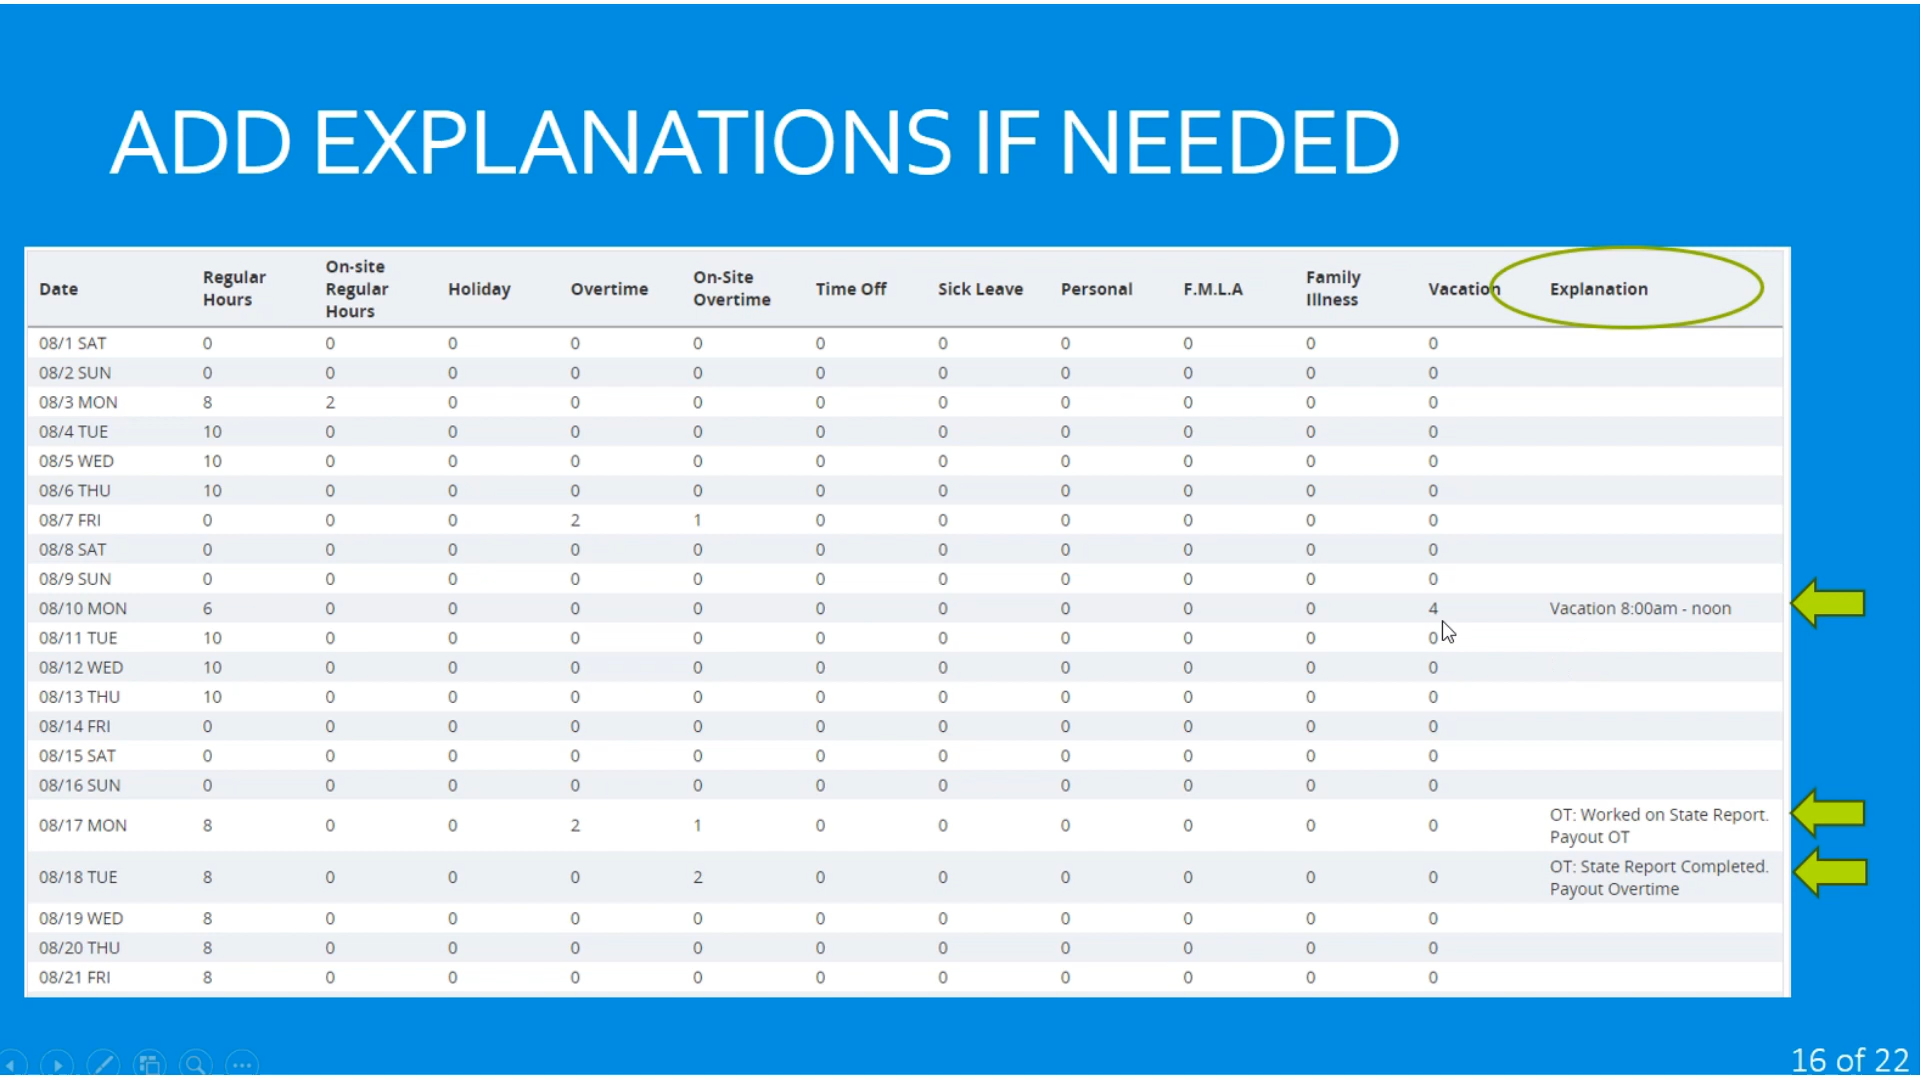 ADD EXPLANATIONS IF NEEDED
Date Regular Hours On-site Regular Hours Holiday Overtime On-Site Overtime Time Off Sick Leave Personal F.M.L.A Family Illness Vacation Explanation
08/1 SAT 0 0 0 0 0 0 0 0 0 0 0
08/2 SUN 0 0 0 0 0 0 0 0 0 0 0
08/3 MON 8 2 0 0 0 0 0 0 0 0 0
08/4 TUE 10 0 0 0 0 0 0 0 0 0 0
08/5 WED 10 0 0 0 0 0 0 0 0 0 0
08/6 THU 10 0 0 0 0 0 0 0 0 0 0
08/7 FRI 0 0 0 2 1 0 0 0 0 0 0
08/8 SAT 0 0 0 0 0 0 0 0 0 0 0
08/9 SUN 0 0 0 0 0 0 0 0 0 0 0
08/10 MON 6 0 0 0 0 0 0 0 0 0 4 Vacation 8:00am - noon
08/11 TUE 10 0 0 0 0 0 0 0 0 0 0
08/12 WED 10 0 0 0 0 0 0 0 0 0 0
08/13 THU 10 0 0 0 0 0 0 0 0 0 0
08/14 FRI 0 0 0 0 0 0 0 0 0 0 0
08/15 SAT 0 0 0 0 0 0 0 0 0 0 0
08/16 SUN 0 0 0 0 0 0 0 0 0 0 0
08/17 MON 8 0 0 2 1 0 0 0 0 0 0 OT: Worked on State Report.
Payout OT
08/18 TUE 8 0 0 0 2 0 0 0 0 0 0 OT: State Report Completed.
Payout Overtime
08/19 WED 8 0 0 0 0 0 0 0 0 0 0
08/20 THU 8 0 0 0 0 0 0 0 0 0 0
08/21 FRI 8 0 0 0 0 0 0 0 0 0 0
16 of 22